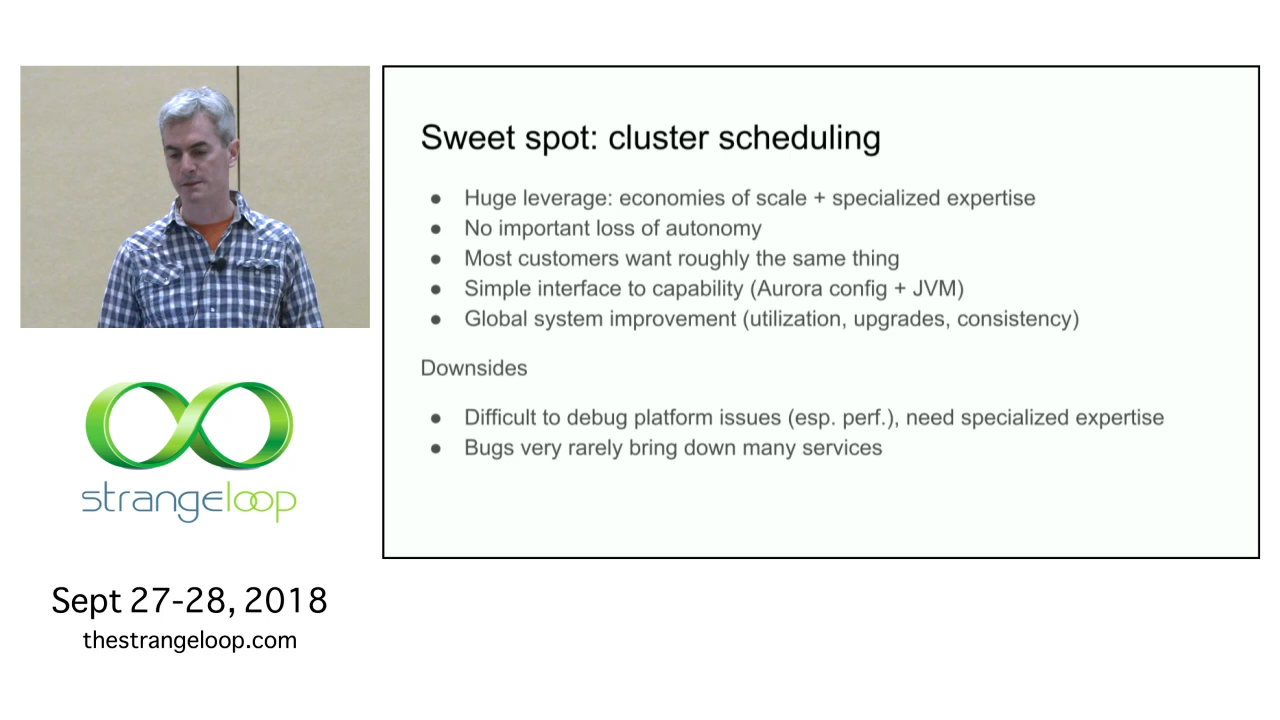 Sweet spot: cluster scheduling
● Huge leverage: economies of scale + specialized expertise
● No important loss of autonomy
● Most customers want roughly the same thing
● Simple interface to capability (Aurora config + JVM)
● Global system improvement (utilization, upgrades, consistency)
Downsides
● Difficult to debug platform issues (esp. perf.), need specialized expertise
● Bugs very rarely bring down many services
strangeloop
Sept 27-28, 2018
thestrangeloop.com